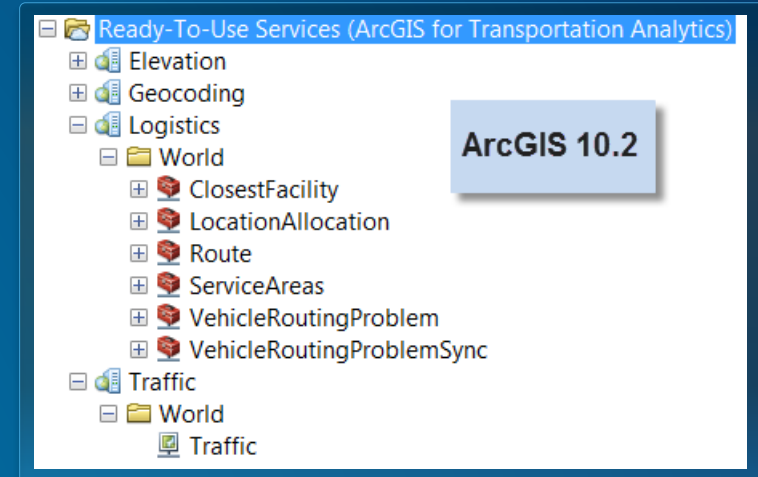 Ready-To-Use Services (ArcGIS for Transportation Analytics)
Elevation
Geocoding
Logistics
World
ArcGIS 10.2
ClosestFacility
LocationAllocation
Route
ServiceAreas
VehicleRoutingProblem
VehicleRoutingProblemSync
Traffic
World
Traffic